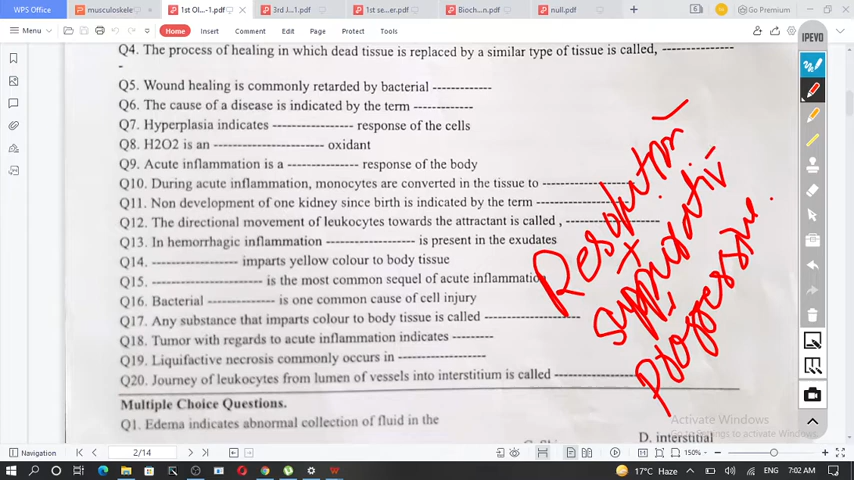 WPS Office
musculoskele
1st Ol...-1.pdf
3rd J...1.pdf
1st se...er.pdf
Bioch...n.pdf
null.pdf
Go Premium
Menu
Home
Insert
Comment
Edit
Page
Protect
Tools
IPEVO
Q4. The process of healing in which dead tissue is replaced by a similar type of tissue is called, --------------
-
Q5. Wound healing is commonly retarded by bacterial ------------
Q6. The cause of a disease is indicated by the term ------------
Q7. Hyperplasia indicates ---------------- response of the cells
Q8. H2O2 is an ---------------------- oxidant
Q9. Acute inflammation is a -------------- response of the body
Q10. During acute inflammation, monocytes are converted in the tissue to ------------------
Q11. Non development of one kidney since birth is indicated by the term ------------------
Q12. The directional movement of leukocytes towards the attractant is called , ------------------
Q13. In hemorrhagic inflammation ------------------ is present in the exudates
Q14. ----------------- imparts yellow colour to body tissue
Q15. ---------------------- is the most common sequel of acute inflammation
Q16. Bacterial -------------- is one common cause of cell injury
Q17. Any substance that imparts colour to body tissue is called -------------------
Q18. Tumor with regards to acute inflammation indicates --------
Q19. Liquifactive necrosis commonly occurs in -----------------
Q20. Journey of leukocytes from lumen of vessels into interstitium is called ----------------
Resolution
+
suppurativ
+
progressive.
Multiple Choice Questions.
Q1. Edema indicates abnormal collection of fluid in the
D. interstitial
Activate Windows
Go to Settings to activate Windows.
Navigation
2/14
150%
17°C Haze
ENG
7:02 AM